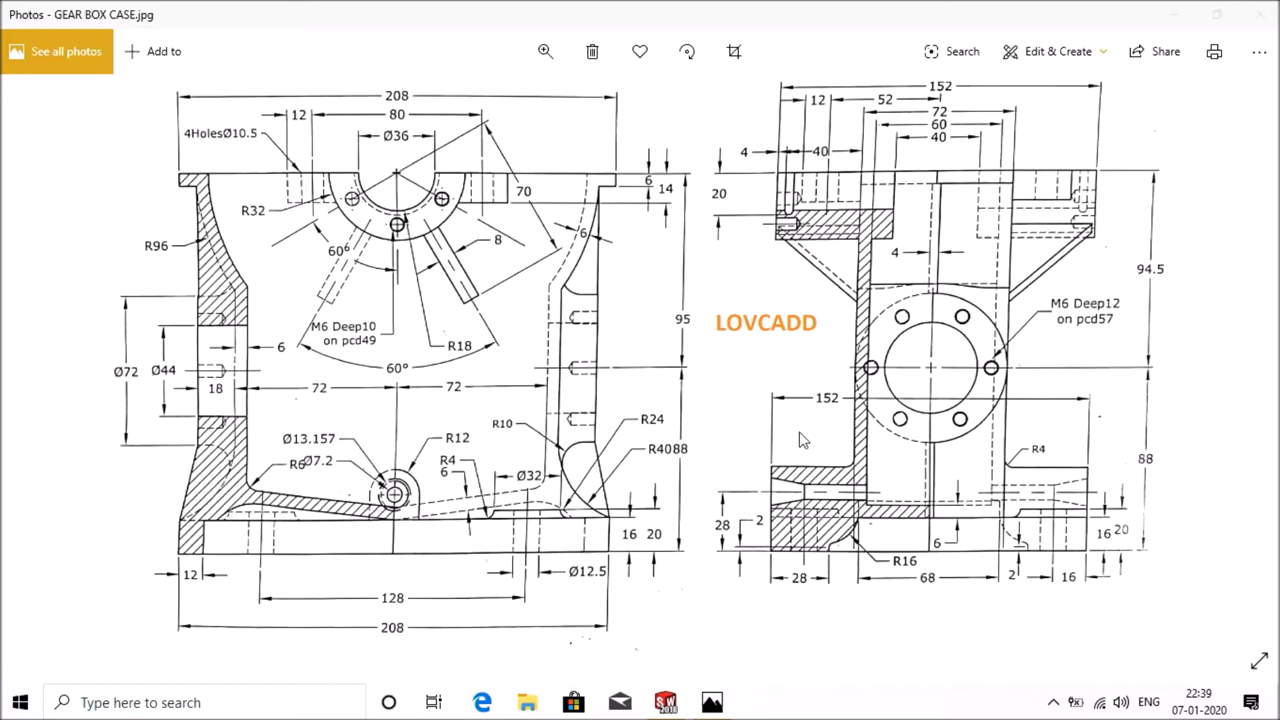 Photos - GEAR BOX CASE.jpg
See all photos
Add to
Search
Edit & Create
Share
208
12
80
4HolesØ10.5
Ø36
6
14
70
R32
R96
8
6
60°
M6 Deep10
on pcd49
R18
95
6
60°
Ø72
Ø44
18
72
72
R10
R24
Ø13.157
R12
R4088
R6
Ø7.2
R4
6
Ø32
16
20
12
Ø12.5
128
208
152
12
52
72
60
40
4
40
20
4
94.5
M6 Deep12
on pcd57
LOVCADD
152
R4
88
28
2
6
16
20
R16
28
68
2
16
Type here to search
ENG
22:39
07-01-2020